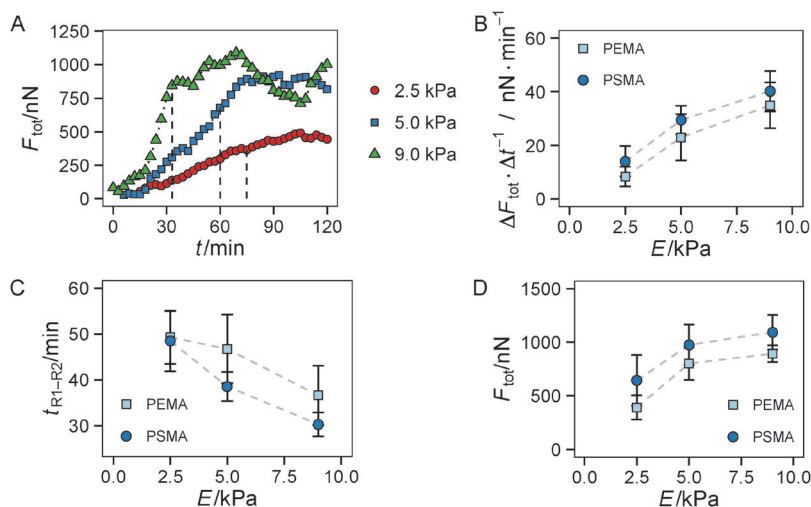 A
F_tot/nN
1250
1000
750
500
250
0
0 30 60 90 120
t/min
2.5 kPa
5.0 kPa
9.0 kPa
B
ΔF_tot · Δt⁻¹ / nN · min⁻¹
60
40
20
0
PEMA
PSMA
0.0 2.5 5.0 7.5 10.0
E/kPa
C
t_R1–R2/min
60
50
40
30
PEMA
PSMA
0.0 2.5 5.0 7.5 10.0
E/kPa
D
F_tot/nN
1500
1000
500
0
PEMA
PSMA
0.0 2.5 5.0 7.5 10.0
E/kPa